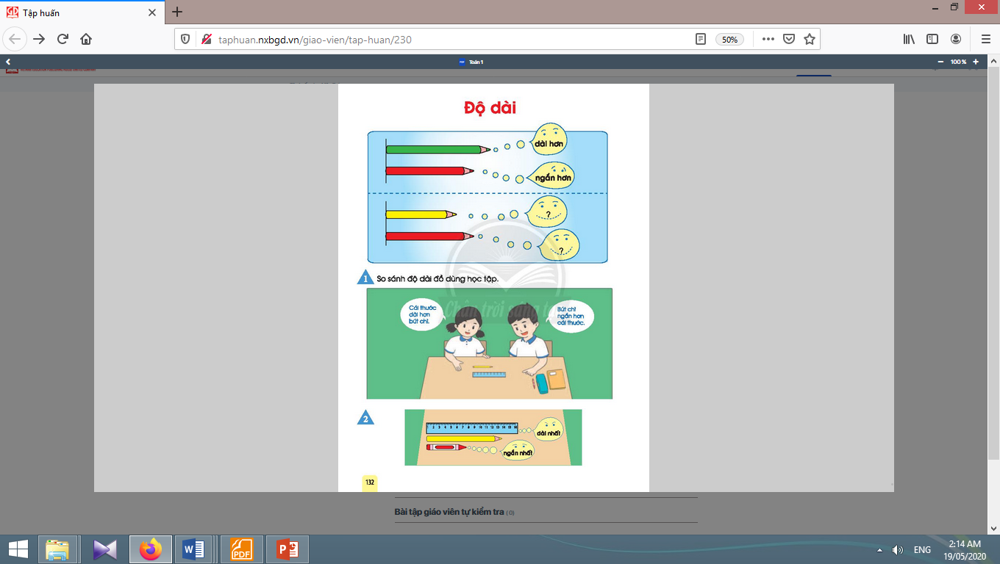 Tập huấn
taphuan.nxbgd.vn/giao-vien/tap-huan/230
50%
Toán 1
100 %
Độ dài
dài hơn
ngắn hơn
?
?
1 So sánh độ dài đồ dùng học tập.
Cái thước
dài hơn
bút chì.
Bút chì
ngắn hơn
cái thước.
Chân trời sáng tạo
2
1 2 3 4 5 6 7 8 9 10 11 12 13 14 15 16
dài nhất
ngắn nhất
132
Bài tập giáo viên tự kiểm tra (0)
ENG
2:14 AM
19/05/2020